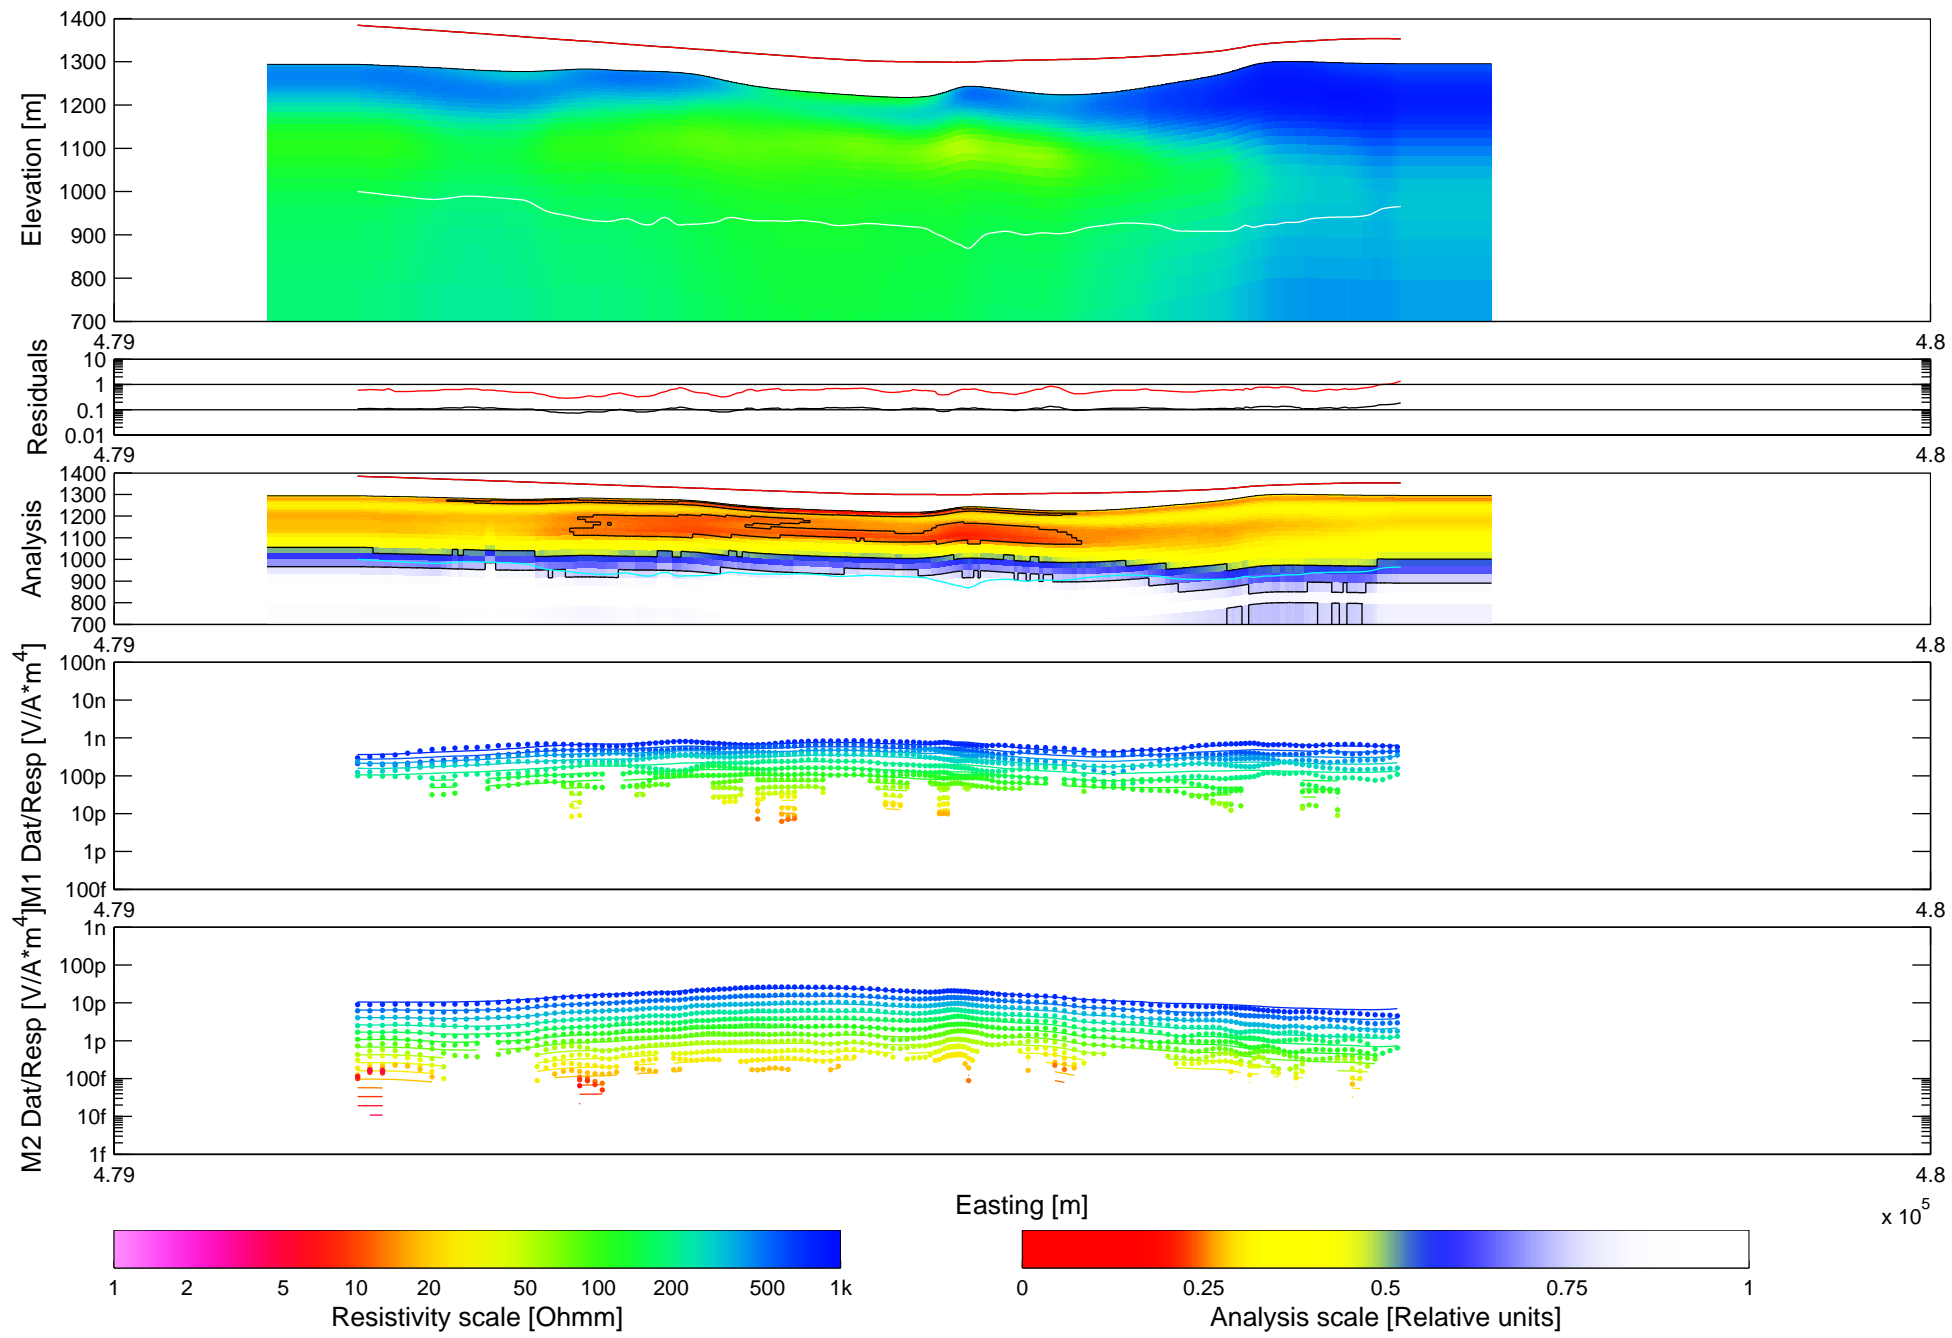 1400
1300
1200
1100
1000
900
800
700
Elevation [m]
4.79
4.8
10
1
0.1
0.01
Residuals
4.79
4.8
1400
1300
1200
1100
1000
900
800
700
Analysis
4.79
4.8
100n
10n
1n
100p
10p
1p
100f
M1 Dat/Resp [V/A*m^4]
4.79
4.8
1n
100p
10p
1p
100f
10f
1f
M2 Dat/Resp [V/A*m^4]
4.79
4.8
Easting [m]
x 10^5
1 2 5 10 20 50 100 200 500 1k
Resistivity scale [Ohmm]
0 0.25 0.5 0.75 1
Analysis scale [Relative units]